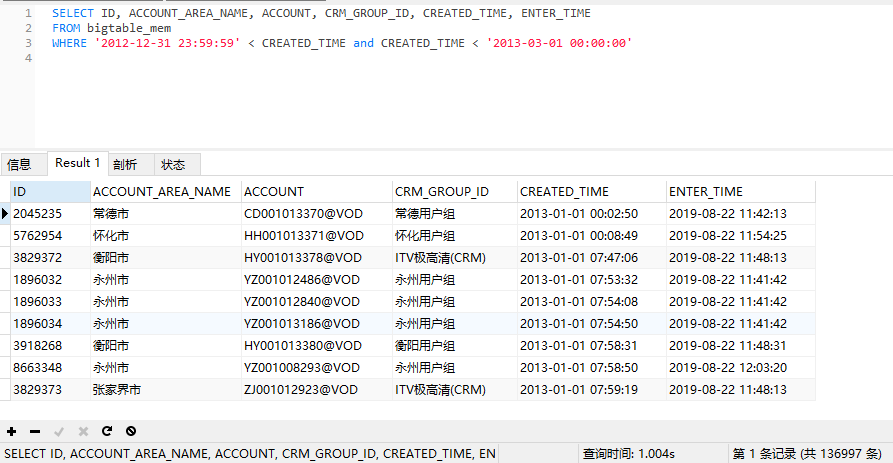 1 SELECT ID, ACCOUNT_AREA_NAME, ACCOUNT, CRM_GROUP_ID, CREATED_TIME, ENTER_TIME
2 FROM bigtable_mem
3 WHERE '2012-12-31 23:59:59' < CREATED_TIME and CREATED_TIME < '2013-03-01 00:00:00'
4
信息 Result 1 剖析 状态
ID ACCOUNT_AREA_NAME ACCOUNT CRM_GROUP_ID CREATED_TIME ENTER_TIME
2045235 常德市 CD001013370@VOD 常德用户组 2013-01-01 00:02:50 2019-08-22 11:42:13
5762954 怀化市 HH001013371@VOD 怀化用户组 2013-01-01 00:08:49 2019-08-22 11:54:25
3829372 衡阳市 HY001013378@VOD ITV极高清(CRM) 2013-01-01 07:47:06 2019-08-22 11:48:13
1896032 永州市 YZ001012486@VOD 永州用户组 2013-01-01 07:53:32 2019-08-22 11:41:42
1896033 永州市 YZ001012840@VOD 永州用户组 2013-01-01 07:54:08 2019-08-22 11:41:42
1896034 永州市 YZ001013186@VOD 永州用户组 2013-01-01 07:54:50 2019-08-22 11:41:42
3918268 衡阳市 HY001013380@VOD 衡阳用户组 2013-01-01 07:58:31 2019-08-22 11:48:31
8663348 永州市 YZ001008293@VOD 永州用户组 2013-01-01 07:58:50 2019-08-22 12:03:20
3829373 张家界市 ZJ001012923@VOD ITV极高清(CRM) 2013-01-01 07:59:19 2019-08-22 11:48:13
SELECT ID, ACCOUNT_AREA_NAME, ACCOUNT, CRM_GROUP_ID, CREATED_TIME, EN 查询时间: 1.004s 第 1 条记录 (共 136997 条)